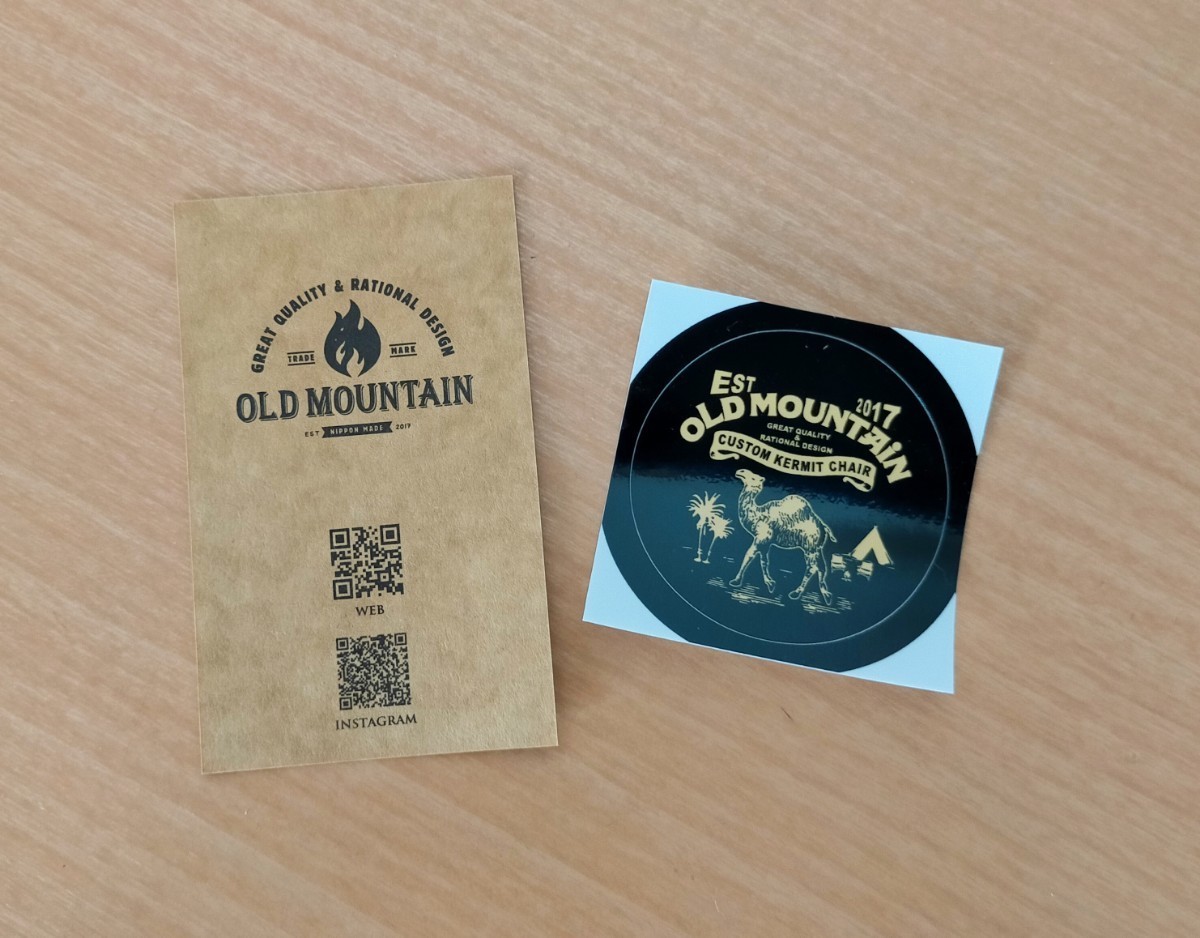 GREAT QUALITY & RATIONAL DESIGN
TRADE MARK
OLD MOUNTAIN
EST NIPPON MADE 2017
WEB
INSTAGRAM
EST 2017
OLD MOUNTAIN
GREAT QUALITY
&
RATIONAL DESIGN
CUSTOM KERMIT CHAIR